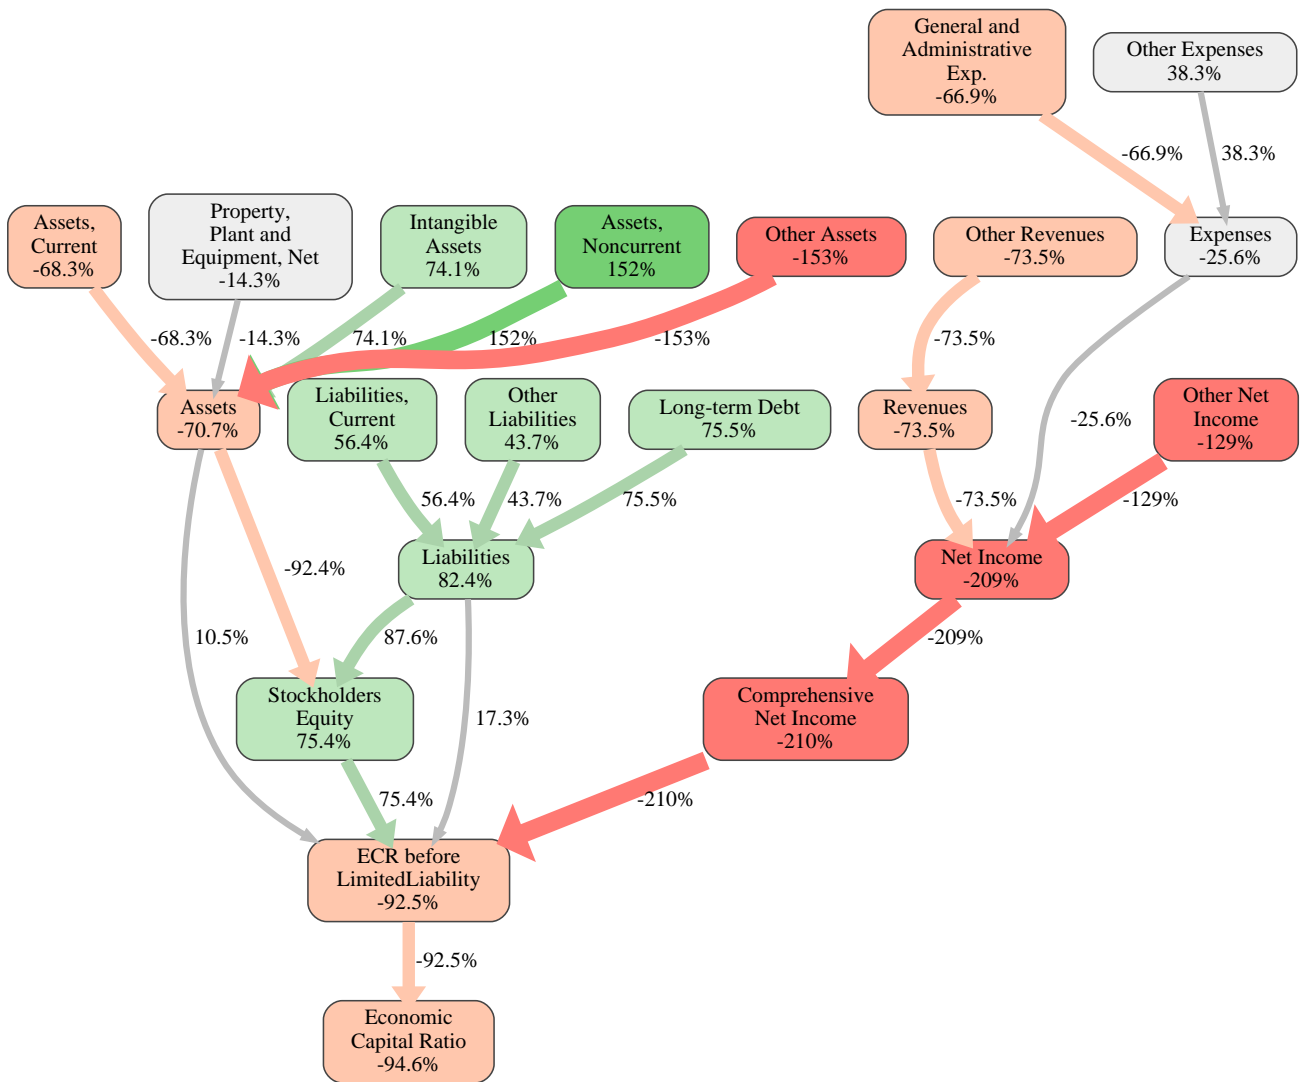 General and
Administrative
Exp.
-66.9%
Other Expenses
38.3%
-66.9%
38.3%
Assets,
Current
-68.3%
Property,
Plant and
Equipment, Net
-14.3%
Intangible
Assets
74.1%
Assets,
Noncurrent
152%
Other Assets
-153%
Other Revenues
-73.5%
Expenses
-25.6%
-68.3%
-14.3%
74.1%
152%
-153%
-73.5%
-25.6%
Assets
-70.7%
Liabilities,
Current
56.4%
Other
Liabilities
43.7%
Long-term Debt
75.5%
Revenues
-73.5%
Other Net
Income
-129%
56.4%
43.7%
75.5%
-73.5%
-129%
-92.4%
Liabilities
82.4%
Net Income
-209%
10.5%
87.6%
-209%
Stockholders
Equity
75.4%
17.3%
Comprehensive
Net Income
-210%
75.4%
-210%
ECR before
LimitedLiability
-92.5%
-92.5%
Economic
Capital Ratio
-94.6%